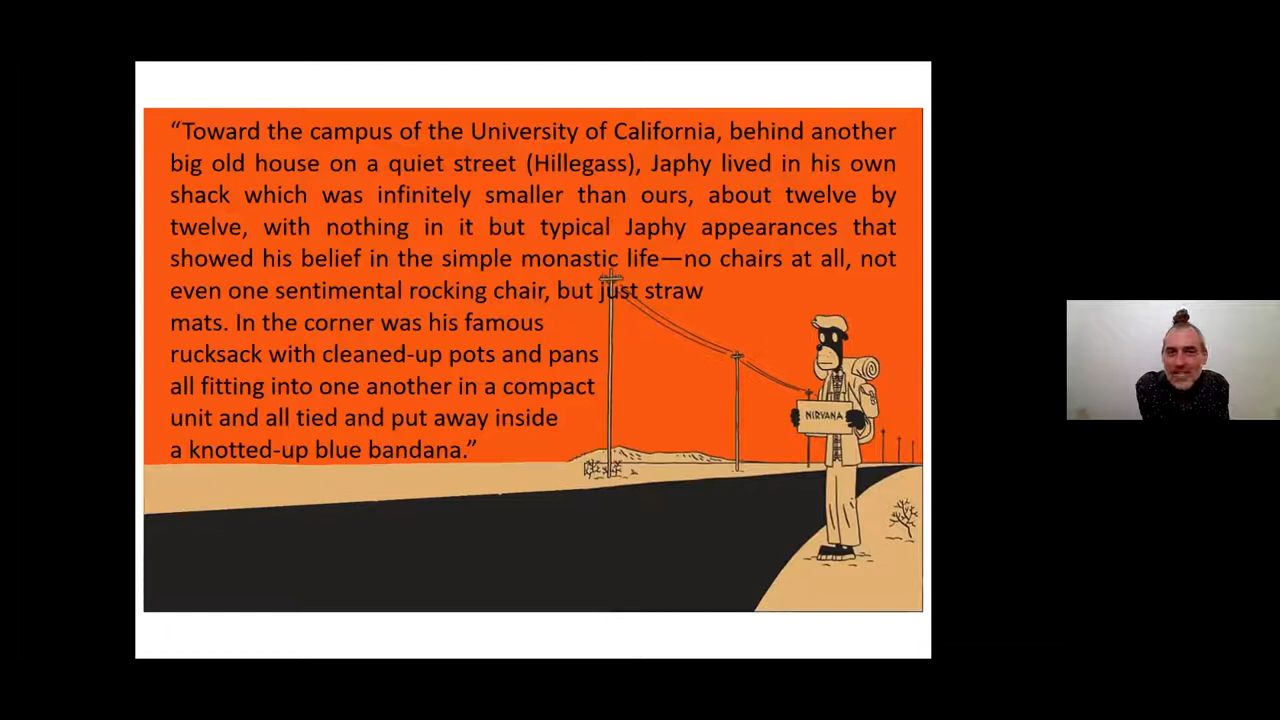 “Toward the campus of the University of California, behind another
big old house on a quiet street (Hillegass), Japhy lived in his own
shack which was infinitely smaller than ours, about twelve by
twelve, with nothing in it but typical Japhy appearances that
showed his belief in the simple monastic life—no chairs at all, not
even one sentimental rocking chair, but just straw
mats. In the corner was his famous
rucksack with cleaned-up pots and pans
all fitting into one another in a compact
unit and all tied and put away inside
a knotted-up blue bandana.”
NIRVANA